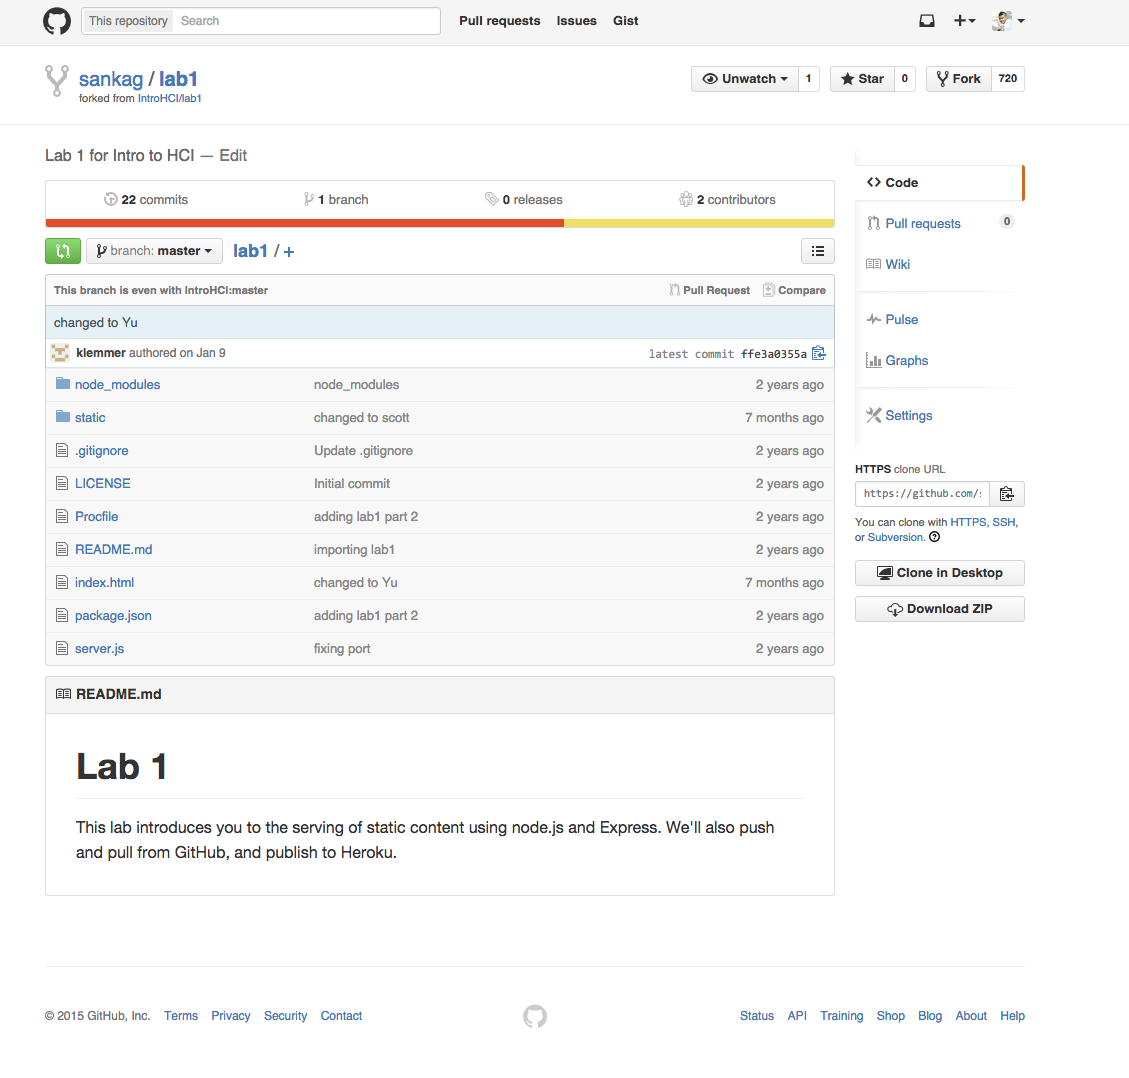 This repository Search Pull requests Issues Gist
sankag / lab1 Unwatch 1 Star 0 Fork 720
forked from IntroHCI/lab1
Lab 1 for Intro to HCI — Edit
22 commits 1 branch 0 releases 2 contributors
branch: master lab1 / +
This branch is even with IntroHCI:master Pull Request Compare
changed to Yu
klemmer authored on Jan 9 latest commit ffe3a0355a
node_modules node_modules 2 years ago
static changed to scott 7 months ago
.gitignore Update .gitignore 2 years ago
LICENSE Initial commit 2 years ago
Procfile adding lab1 part 2 2 years ago
README.md importing lab1 2 years ago
index.html changed to Yu 7 months ago
package.json adding lab1 part 2 2 years ago
server.js fixing port 2 years ago
README.md
Lab 1
This lab introduces you to the serving of static content using node.js and Express. We'll also push
and pull from GitHub, and publish to Heroku.
Code
Pull requests 0
Wiki
Pulse
Graphs
Settings
HTTPS clone URL
https://github.com/
You can clone with HTTPS, SSH,
or Subversion.
Clone in Desktop
Download ZIP
© 2015 GitHub, Inc. Terms Privacy Security Contact Status API Training Shop Blog About Help